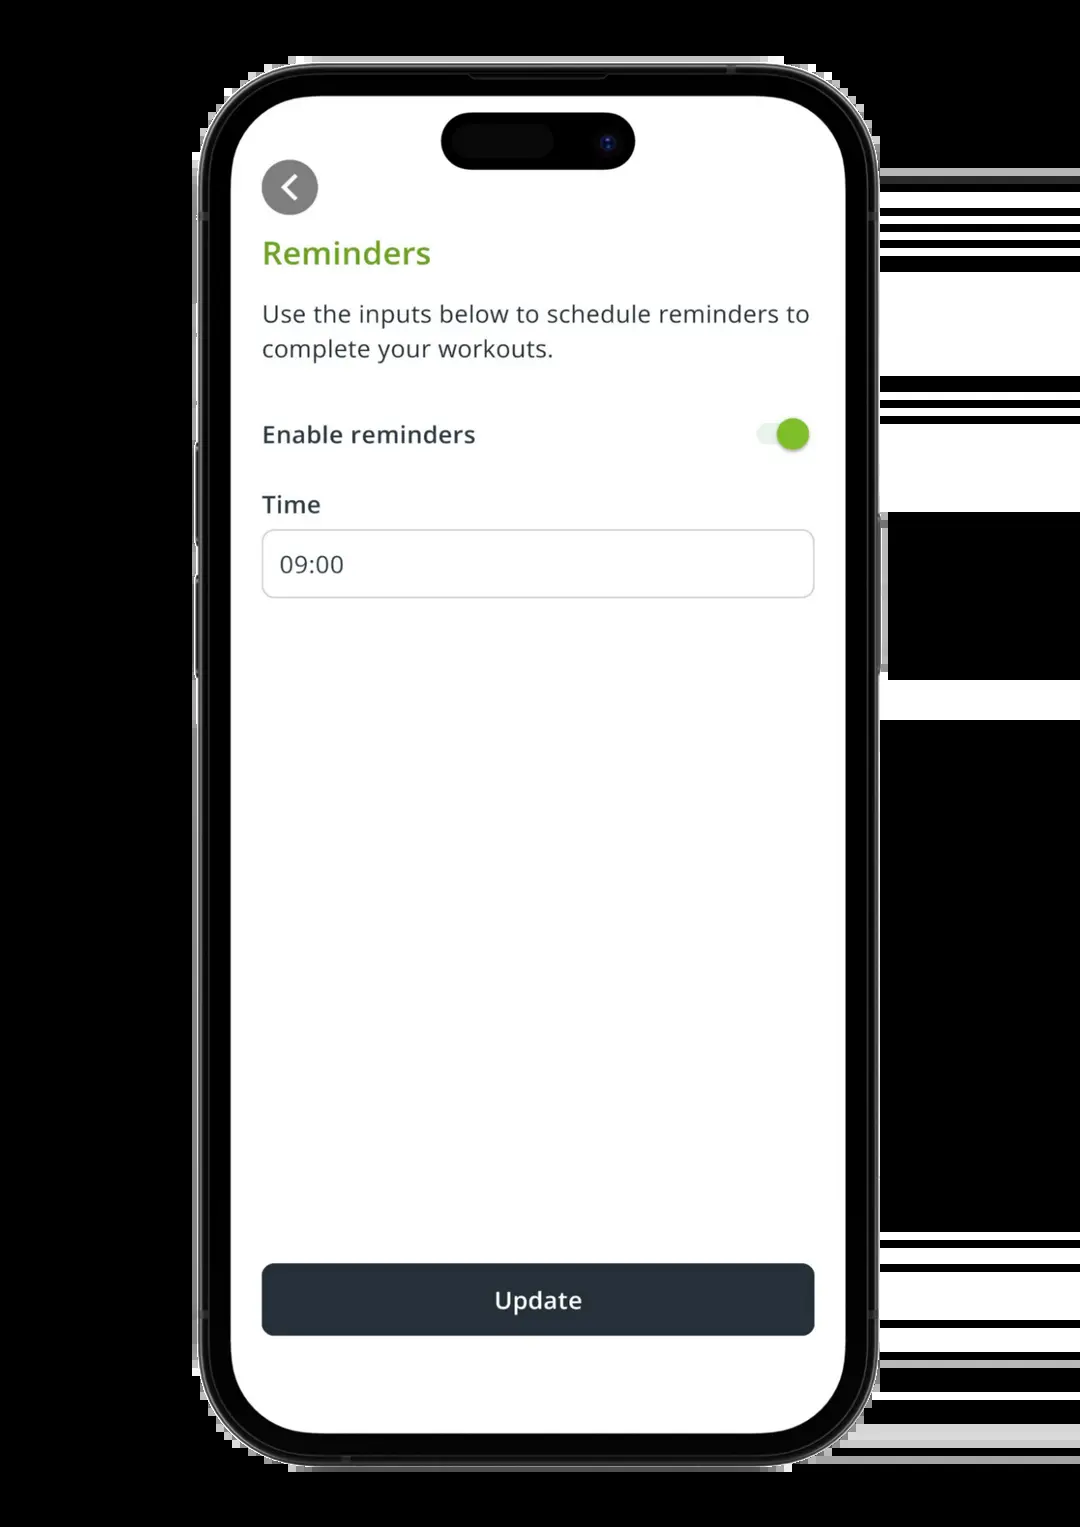 Reminders
Use the inputs below to schedule reminders to
complete your workouts.
Enable reminders
Time
09:00
Update